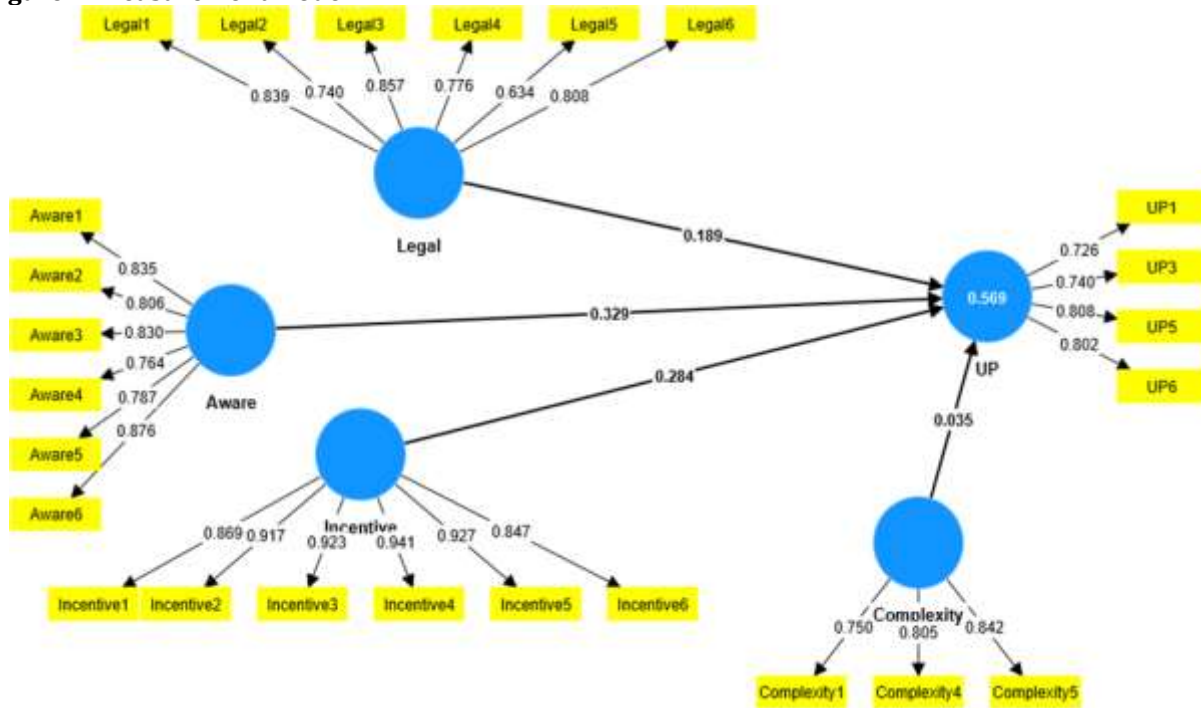 Legal1 Legal2 Legal3 Legal4 Legal5 Legal6
0.839 0.740 0.857 0.776 0.634 0.808
Legal
0.189
Aware1
Aware2
Aware3
Aware4
Aware5
Aware6
0.835
0.806
0.830
0.764
0.787
0.876
Aware
0.329
0.284
UP1
UP3
UP5
UP6
0.726
0.740
0.808
0.802
0.569
UP
0.035
Incentive
0.869 0.917 0.923 0.941 0.927 0.847
Incentive1 Incentive2 Incentive3 Incentive4 Incentive5 Incentive6
Complexity
0.750 0.805 0.842
Complexity1 Complexity4 Complexity5